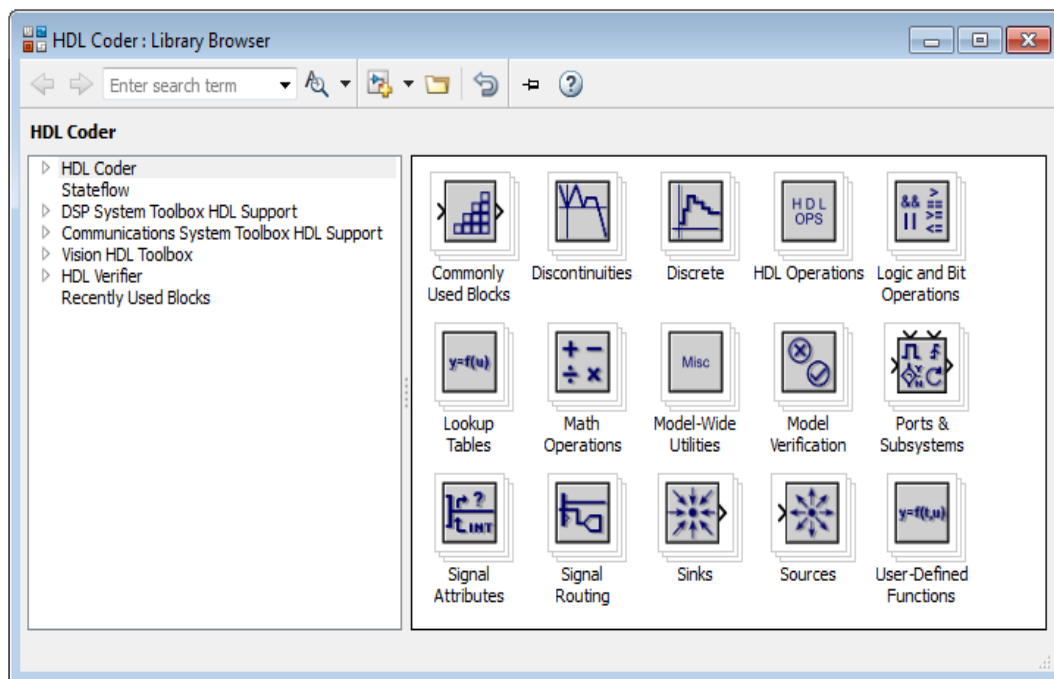 HDL Coder : Library Browser
Enter search term
HDL Coder
HDL Coder
Stateflow
DSP System Toolbox HDL Support
Communications System Toolbox HDL Support
Vision HDL Toolbox
HDL Verifier
Recently Used Blocks
Commonly
Used Blocks
Discontinuities
Discrete
HDL
OPS
HDL Operations
&& >
==
|| >=
<=
Logic and Bit
Operations
y=f(u)
Lookup
Tables
+ −
÷ ×
Math
Operations
Misc
Model-Wide
Utilities
Model
Verification
Y
N
Ports &
Subsystems
?
t INT
Signal
Attributes
Signal
Routing
Sinks
Sources
y=f(t,u)
User-Defined
Functions